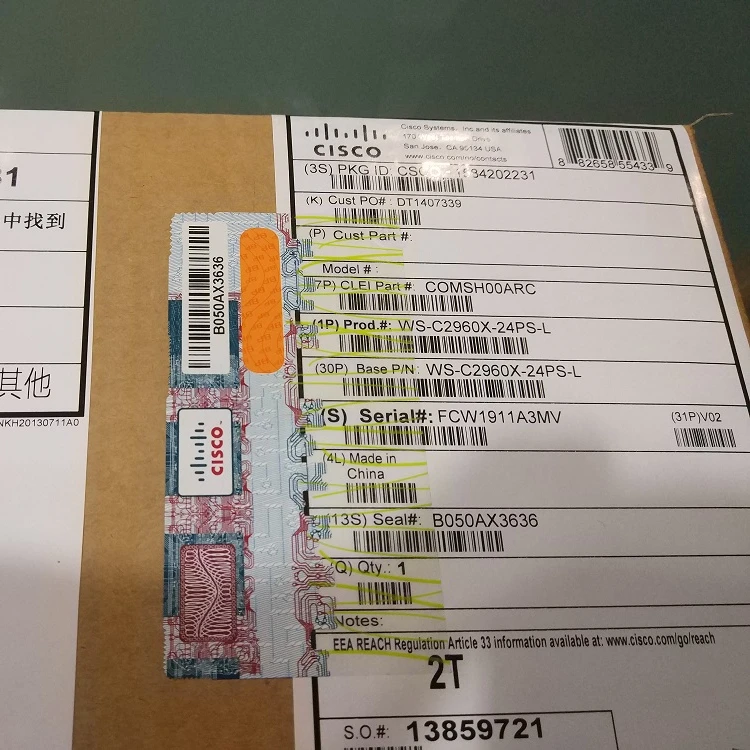 31
中找到
其他
NKH20130711A0
B050AX3636
CISCO
CISCO
Cisco Systems, Inc and its affiliates
Drive
San Jose, CA 95134 USA
www.cisco.com/go/contacts
8 82658 55433 9
(3S) PKG ID: 34202231
(K) Cust PO#: DT1407339
(P) Cust Part #:
Model #:
7P) CLEI Part #: COMSH00ARC
(1P) Prod.#: WS-C2960X-24PS-L
(30P) Base P/N: WS-C2960X-24PS-L
(S) Serial#: FCW1911A3MV
(31P)V02
(4L) Made in
China
(13S) Seal#: B050AX3636
(Q) Qty.: 1
Notes:
EEA REACH Regulation Article 33 information available at: www.cisco.com/go/reach
2T
S.O.#: 13859721